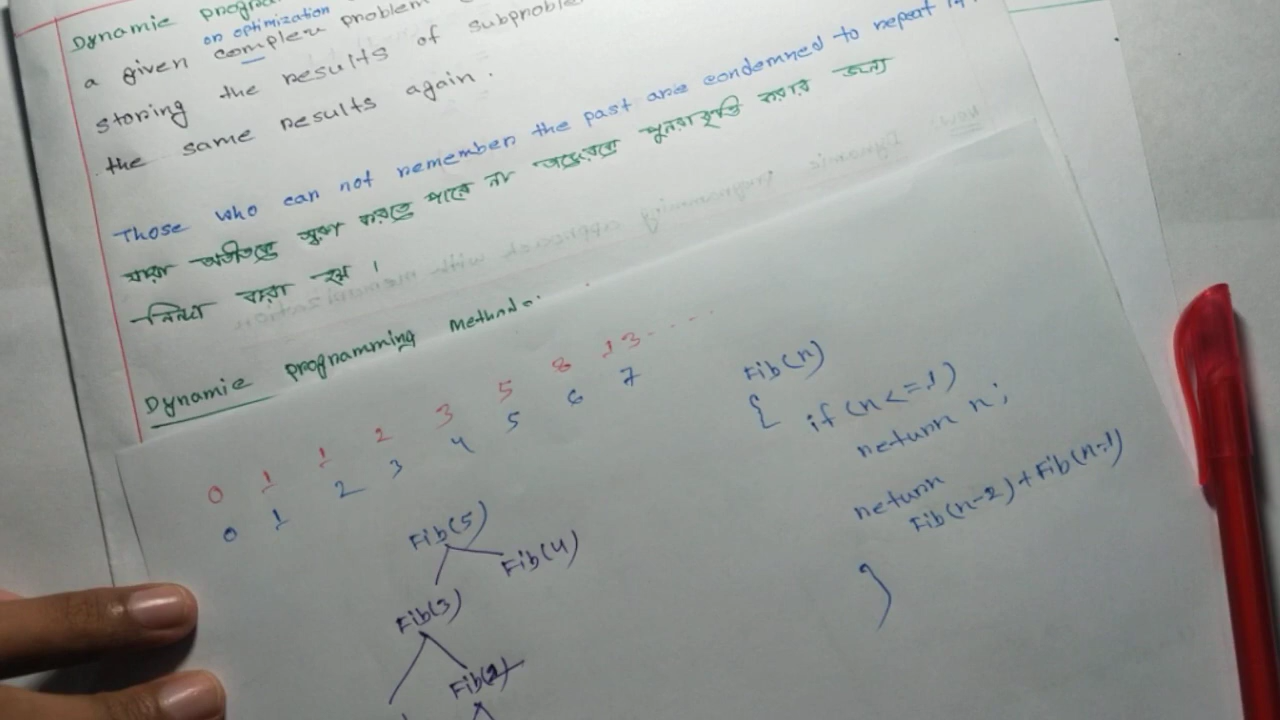 Dynamic
on optimization
a given complex problem
storing the results of
the same results again.
Those who can not remember the past are condemned to repeat it.
যারা অতীতকে স্মরণ করতে পারে না তাদেরকে পুনরাবৃত্তি করার জন্য
নিন্দা করা হয় ।
Dynamic programming Method:
0 1 1 2 3 5 8 13 ....
0 1 2 3 4 5 6 7
Fib(n)
{ if (n <= 1)
return n;
return
Fib(n-2)+Fib(n-1)
}
Fib(5)
Fib(4)
Fib(3)
Fib(2)